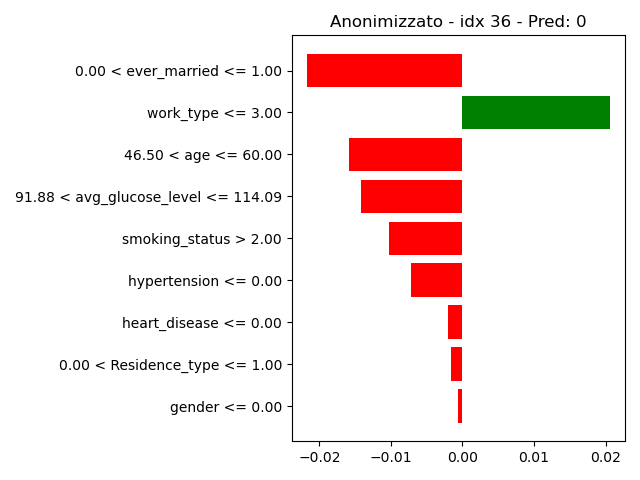 Anonimizzato - idx 36 - Pred: 0
0.00 < ever_married <= 1.00
work_type <= 3.00
46.50 < age <= 60.00
91.88 < avg_glucose_level <= 114.09
smoking_status > 2.00
hypertension <= 0.00
heart_disease <= 0.00
0.00 < Residence_type <= 1.00
gender <= 0.00
−0.02 −0.01 0.00 0.01 0.02